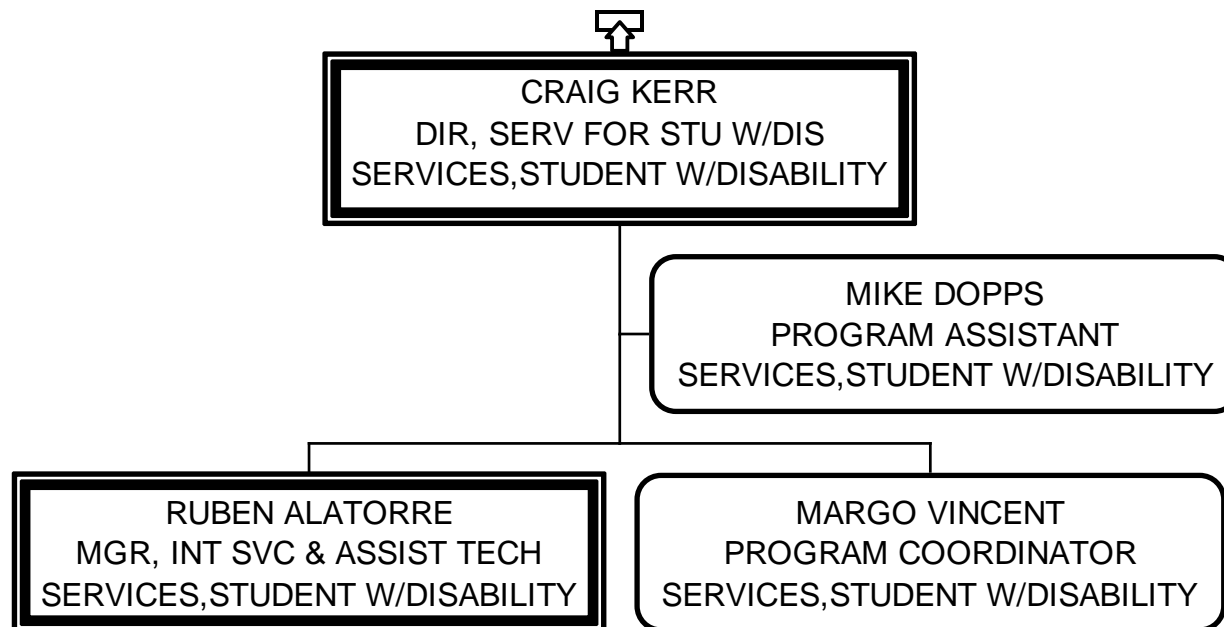 CRAIG KERR
DIR, SERV FOR STU W/DIS
SERVICES,STUDENT W/DISABILITY
MIKE DOPPS
PROGRAM ASSISTANT
SERVICES,STUDENT W/DISABILITY
RUBEN ALATORRE
MGR, INT SVC & ASSIST TECH
SERVICES,STUDENT W/DISABILITY
MARGO VINCENT
PROGRAM COORDINATOR
SERVICES,STUDENT W/DISABILITY